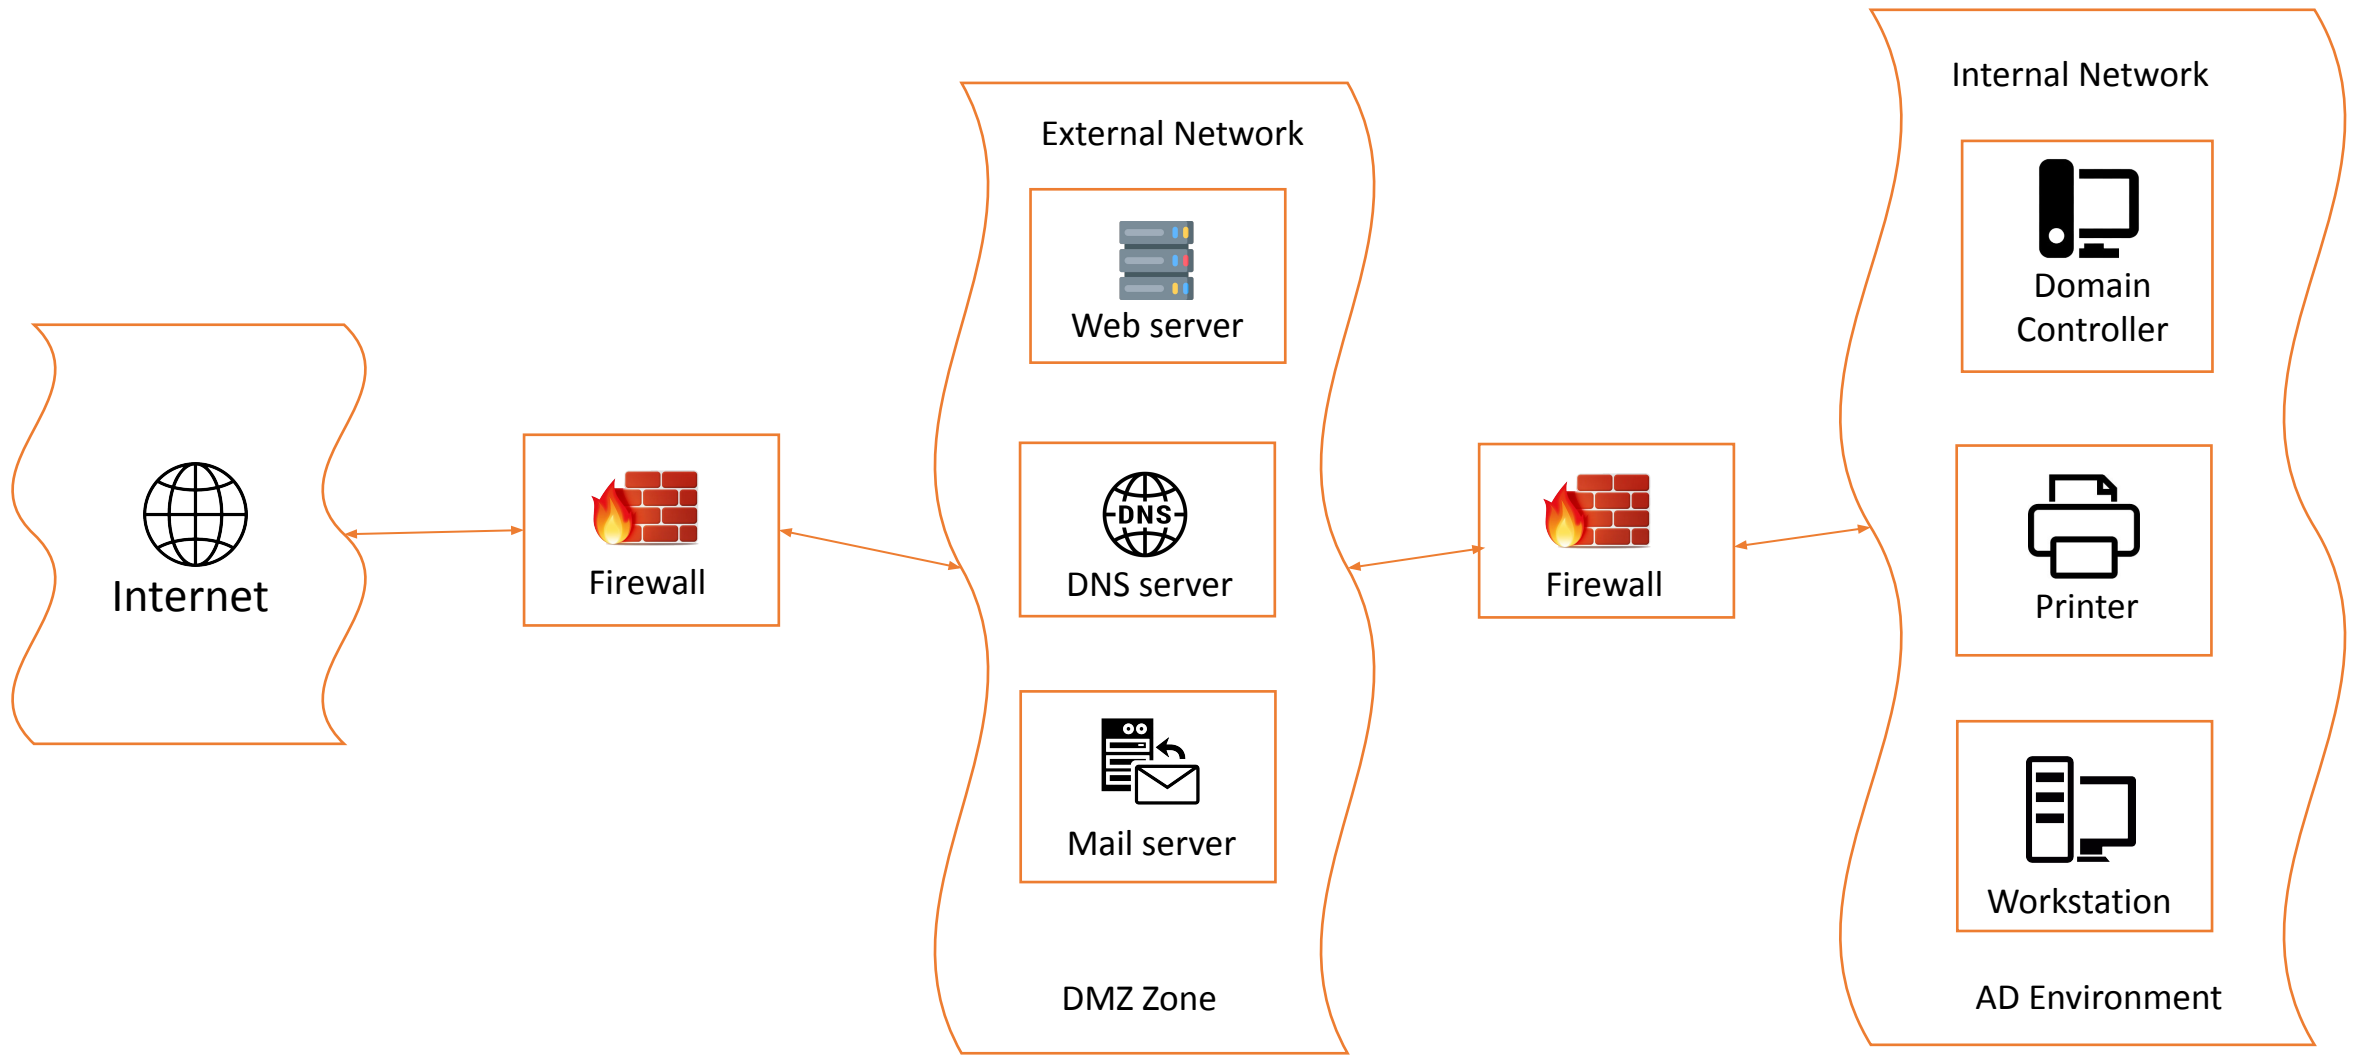 Internet
Firewall
External Network
Web server
DNS
DNS server
Mail server
DMZ Zone
Firewall
Internal Network
Domain
Controller
Printer
Workstation
AD Environment